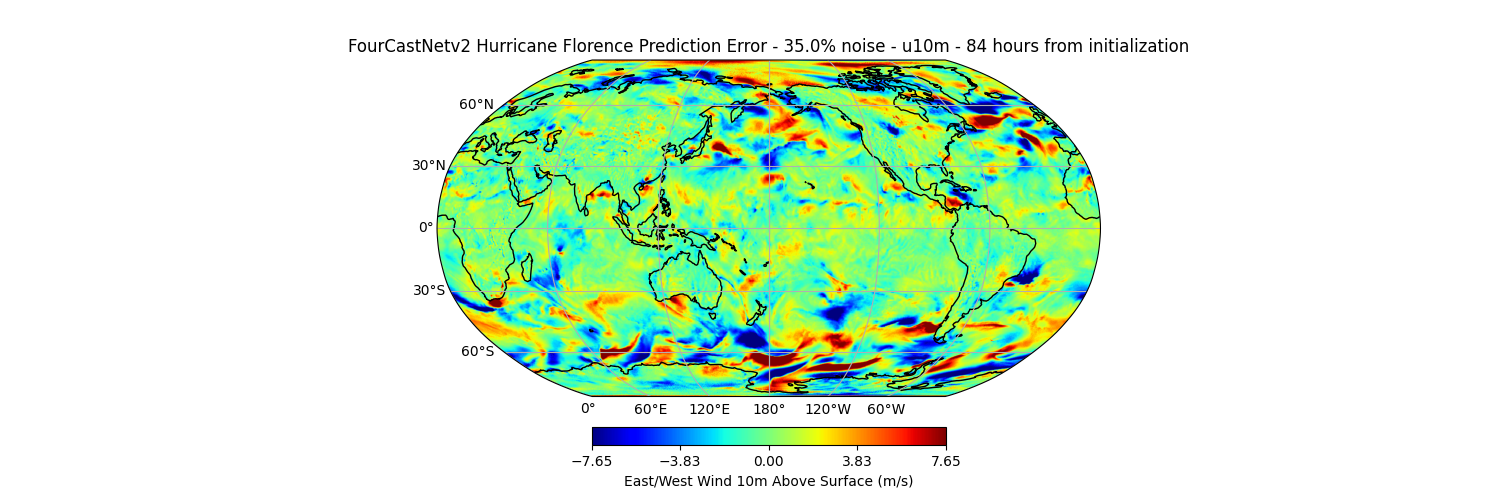 FourCastNetv2 Hurricane Florence Prediction Error - 35.0% noise - u10m - 84 hours from initialization
60°N
30°N
0°
30°S
60°S
0° 60°E 120°E 180° 120°W 60°W
−7.65 −3.83 0.00 3.83 7.65
East/West Wind 10m Above Surface (m/s)